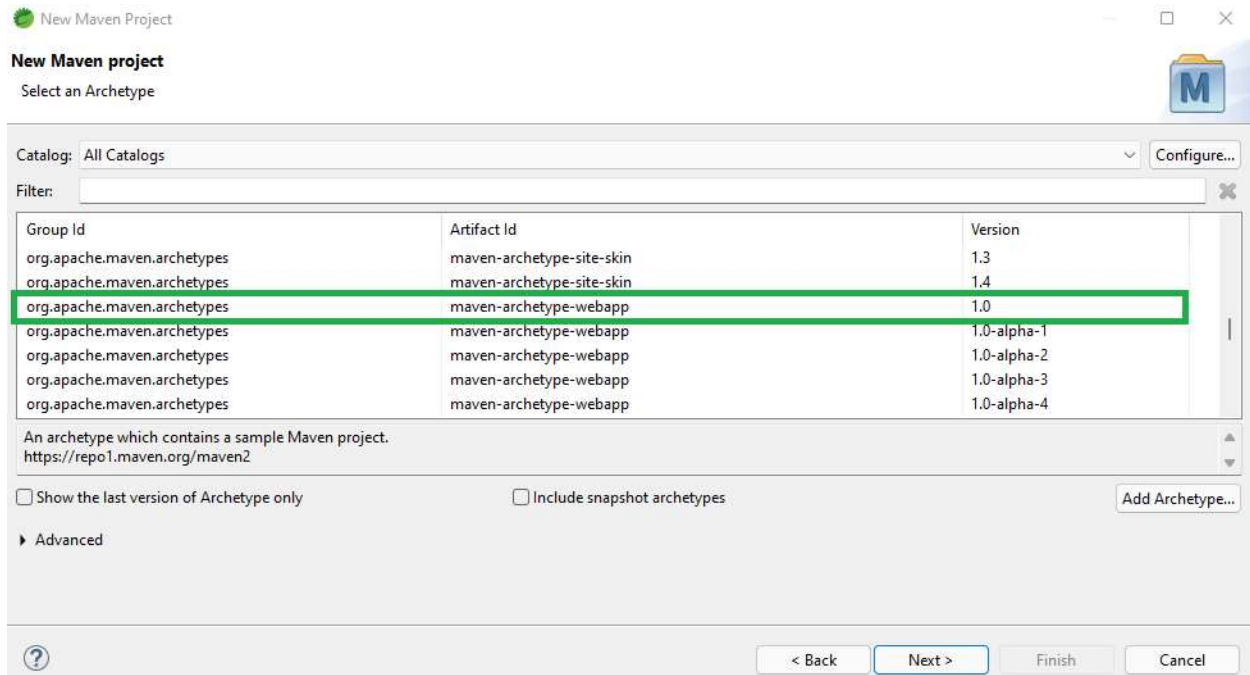 New Maven Project
New Maven project
Select an Archetype
M
Catalog: All Catalogs Configure...
Filter:
Group Id Artifact Id Version
org.apache.maven.archetypes maven-archetype-site-skin 1.3
org.apache.maven.archetypes maven-archetype-site-skin 1.4
org.apache.maven.archetypes maven-archetype-webapp 1.0
org.apache.maven.archetypes maven-archetype-webapp 1.0-alpha-1
org.apache.maven.archetypes maven-archetype-webapp 1.0-alpha-2
org.apache.maven.archetypes maven-archetype-webapp 1.0-alpha-3
org.apache.maven.archetypes maven-archetype-webapp 1.0-alpha-4
An archetype which contains a sample Maven project.
https://repo1.maven.org/maven2
Show the last version of Archetype only Include snapshot archetypes Add Archetype...
Advanced
? < Back Next > Finish Cancel